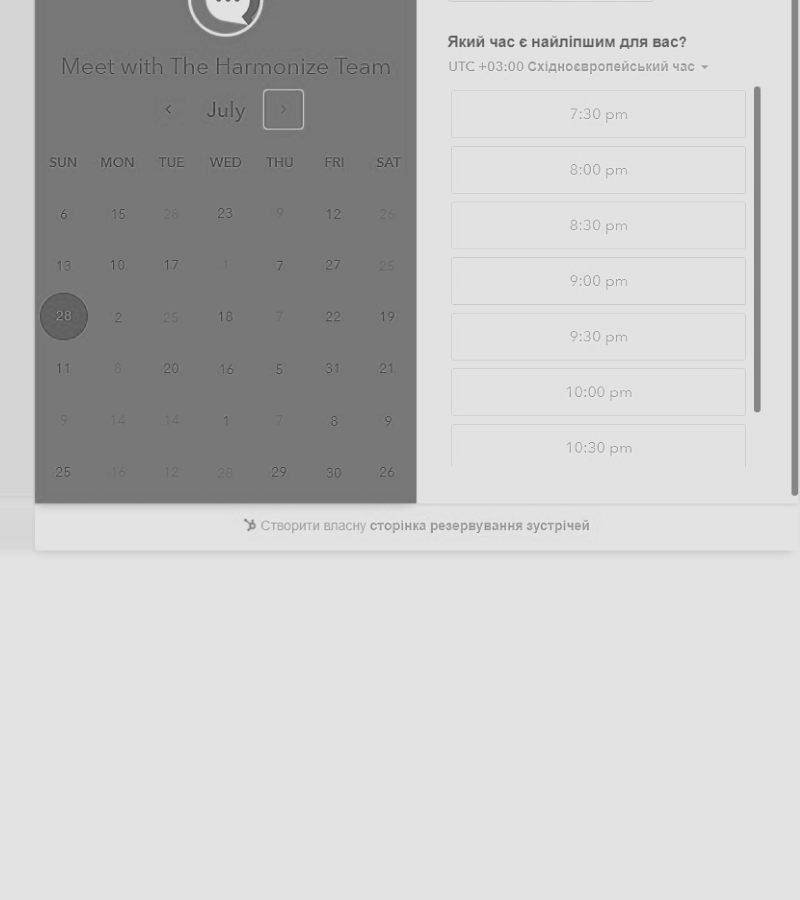 Meet with The Harmonize Team
July
SUN MON TUE WED THU FRI SAT
6 15 28 23 9 12 26
13 10 17 1 7 27 25
28 2 25 18 7 22 19
11 8 20 16 5 31 21
9 14 14 1 7 8 9
25 16 12 28 29 30 26
Який час є найліпшим для вас?
UTC +03:00 Східноєвропейський час
7:30 pm
8:00 pm
8:30 pm
9:00 pm
9:30 pm
10:00 pm
10:30 pm
Створити власну сторінка резервування зустрічей